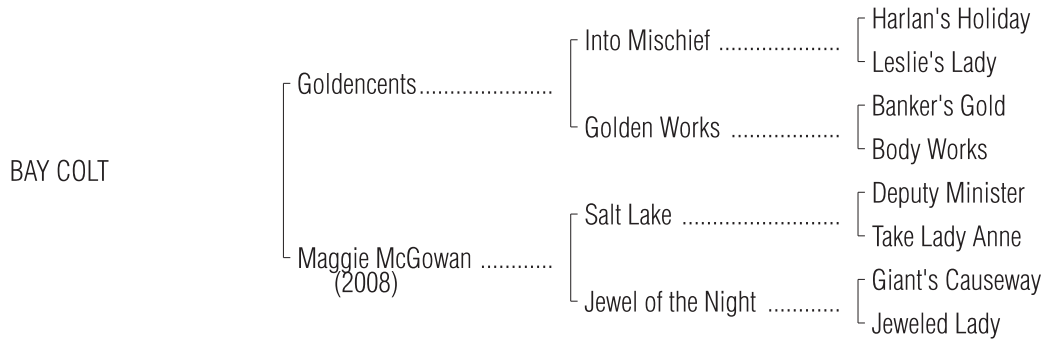 Harlan's Holiday
Into Mischief ....................
Leslie's Lady
Goldencents......................
Banker's Gold
Golden Works ..................
Body Works
BAY COLT
Deputy Minister
Salt Lake ..........................
Take Lady Anne
Maggie McGowan ............
(2008)
Giant's Causeway
Jewel of the Night ............
Jeweled Lady